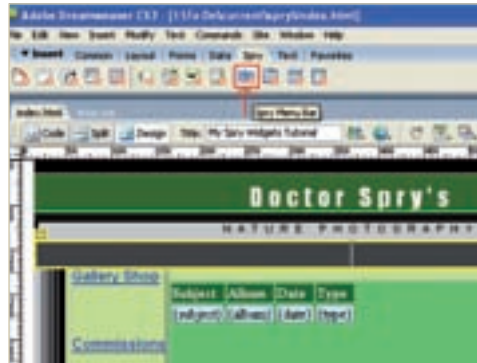 Adobe Dreamweaver CS3 -
File Edit View Insert Modify Text Commands Site Window Help
Insert Common Layout Forms Data Spry Text Favorites
Spry Menu Bar
index.html
Code Split Design Title: My Spry Widgets Tutorial
Doctor Spry's
NATURE PHOTOGRAPHY
Gallery Shop
Subject Album Date Type
{subject} {album} {date} {type}
Commissions